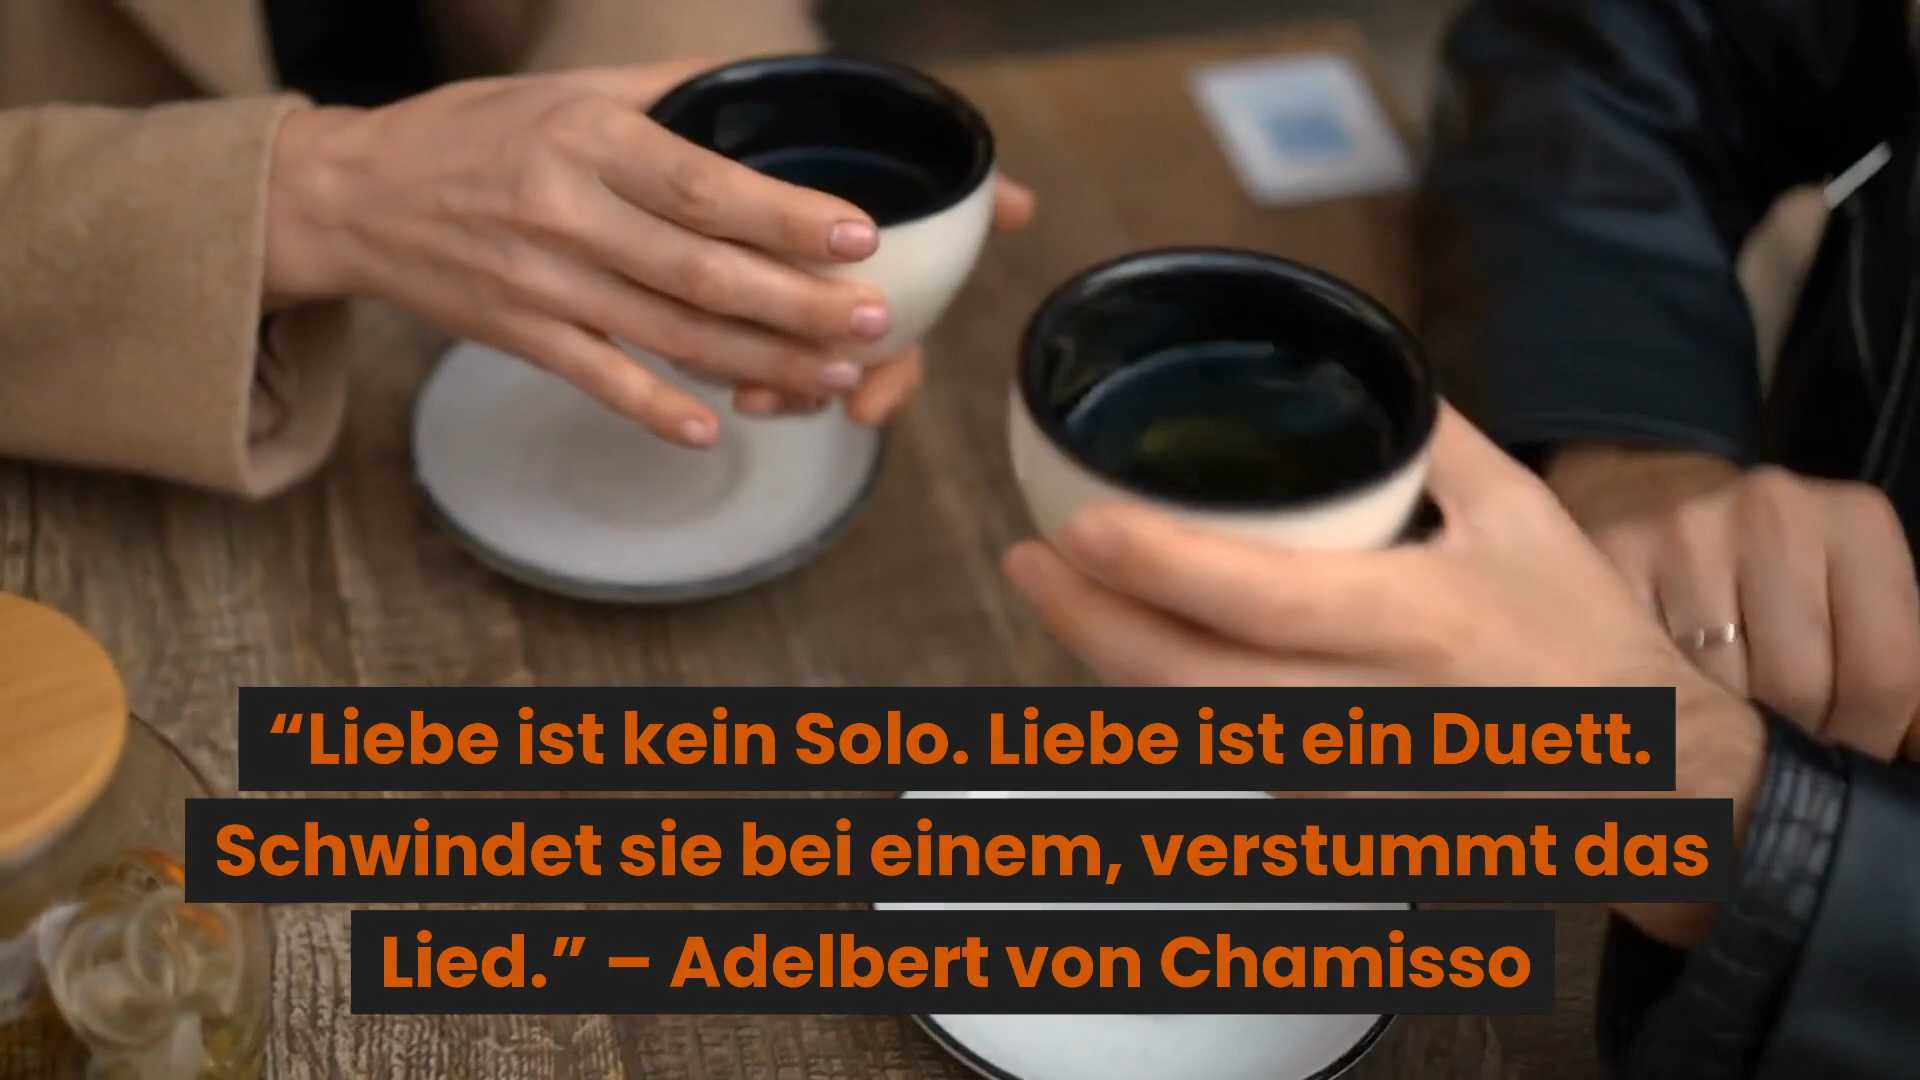 “Liebe ist kein Solo. Liebe ist ein Duett.
Schwindet sie bei einem, verstummt das
Lied.” – Adelbert von Chamisso